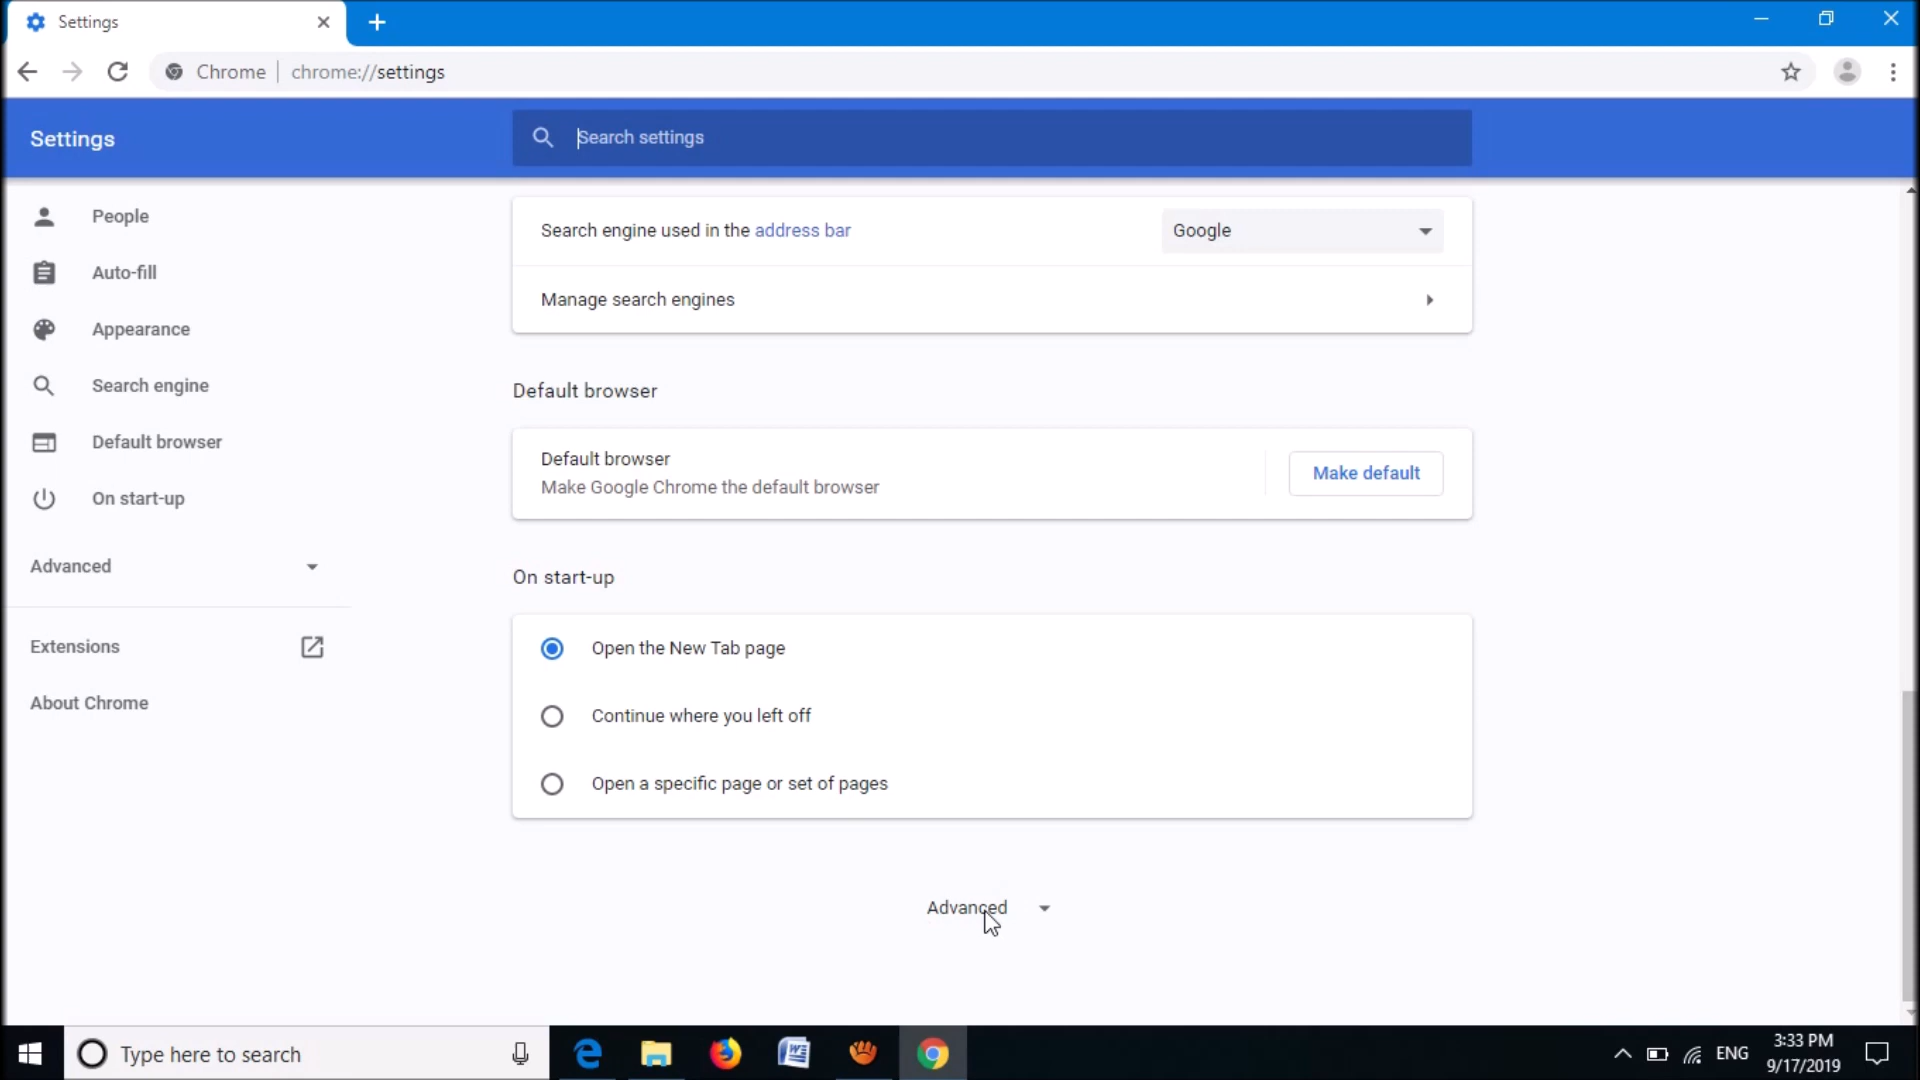 Settings
Chrome
chrome://settings
Settings
Search settings
People
Auto-fill
Appearance
Search engine
Default browser
On start-up
Advanced
Extensions
About Chrome
Search engine used in the address bar
Google
Manage search engines
Default browser
Default browser
Make Google Chrome the default browser
Make default
On start-up
Open the New Tab page
Continue where you left off
Open a specific page or set of pages
Advanced
Type here to search
ENG
3:33 PM
9/17/2019